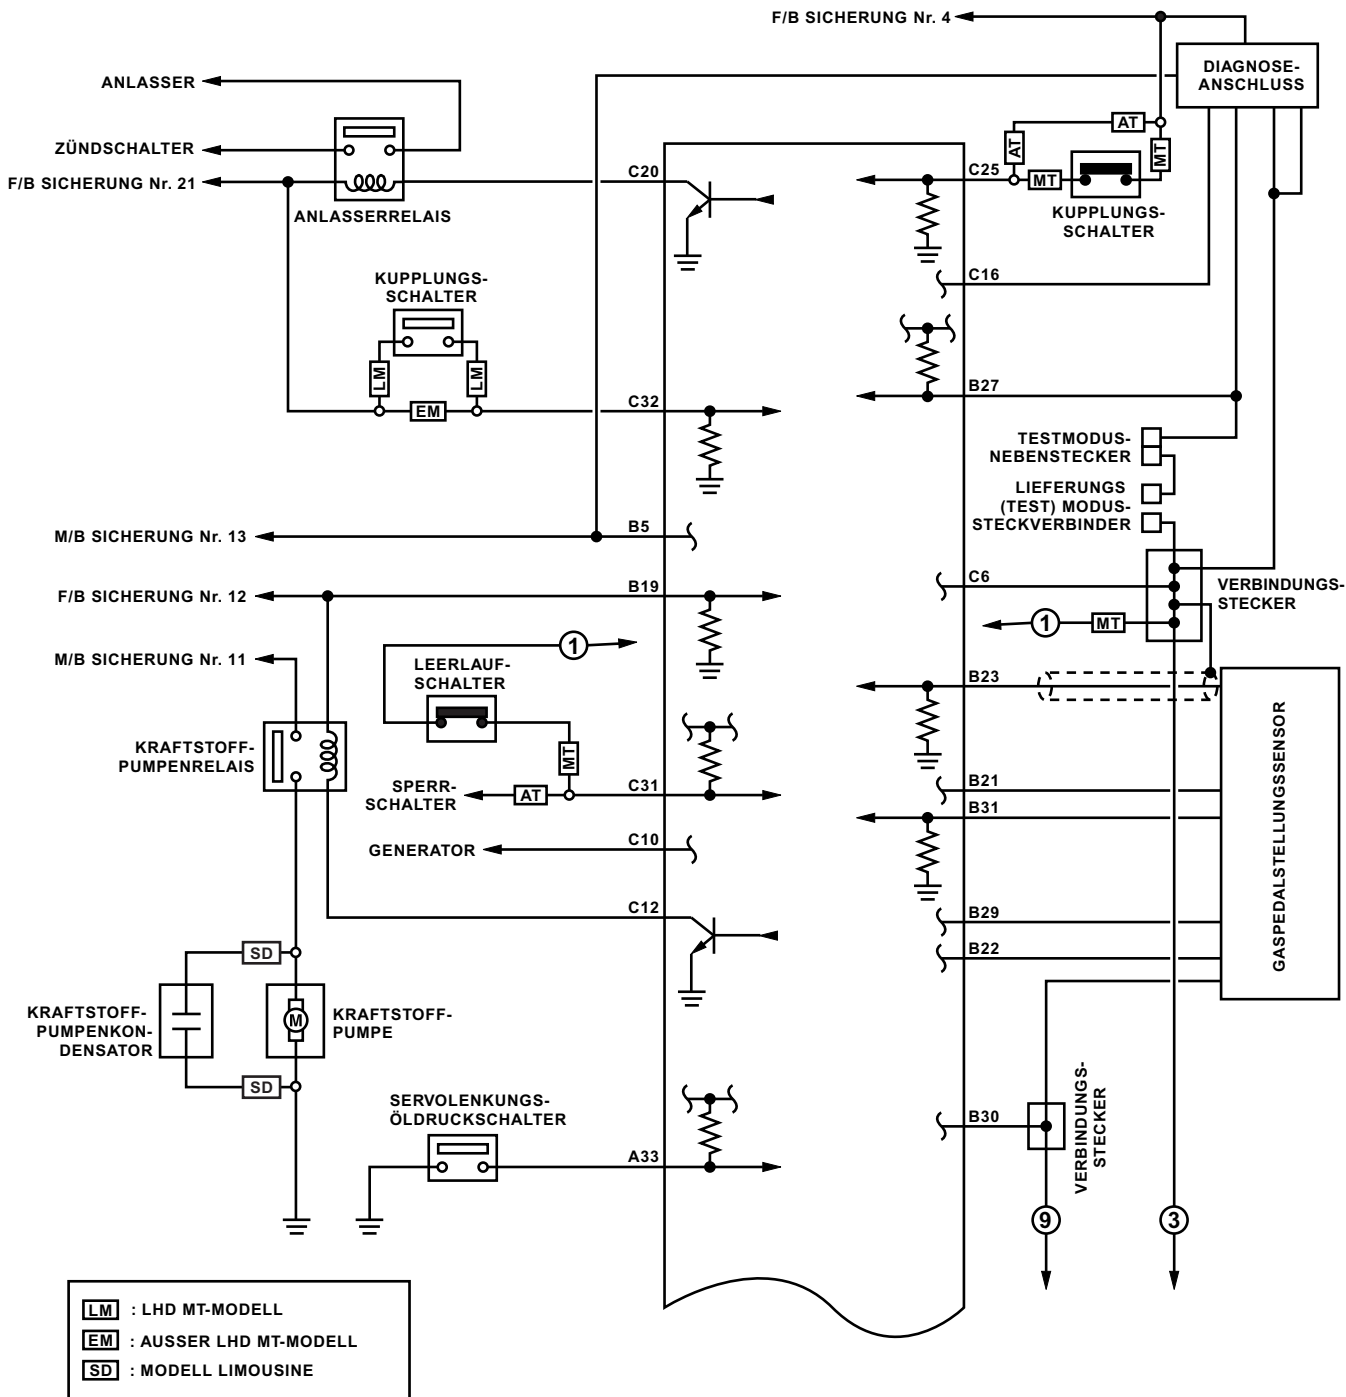 F/B SICHERUNG Nr. 4
DIAGNOSE-
ANSCHLUSS
ANLASSER
ZÜNDSCHALTER
F/B SICHERUNG Nr. 21
ANLASSERRELAIS
C20
C25
AT
AT
MT
MT
KUPPLUNGS-
SCHALTER
C16
KUPPLUNGS-
SCHALTER
LM
LM
EM
C32
B27
TESTMODUS-
NEBENSTECKER
LIEFERUNGS
(TEST) MODUS-
STECKVERBINDER
M/B SICHERUNG Nr. 13
B5
C6
VERBINDUNGS-
STECKER
F/B SICHERUNG Nr. 12
B19
1
MT
1
M/B SICHERUNG Nr. 11
LEERLAUF-
SCHALTER
B23
KRAFTSTOFF-
PUMPENRELAIS
MT
SPERR-
SCHALTER
AT
C31
B21
B31
GENERATOR
C10
GASPEDALSTELLUNGSSENSOR
C12
B29
B22
SD
KRAFTSTOFF-
PUMPENKON-
DENSATOR
M
KRAFTSTOFF-
PUMPE
SD
SERVOLENKUNGS-
ÖLDRUCKSCHALTER
A33
B30
VERBINDUNGS-
STECKER
9
3
LM : LHD MT-MODELL
EM : AUSSER LHD MT-MODELL
SD : MODELL LIMOUSINE